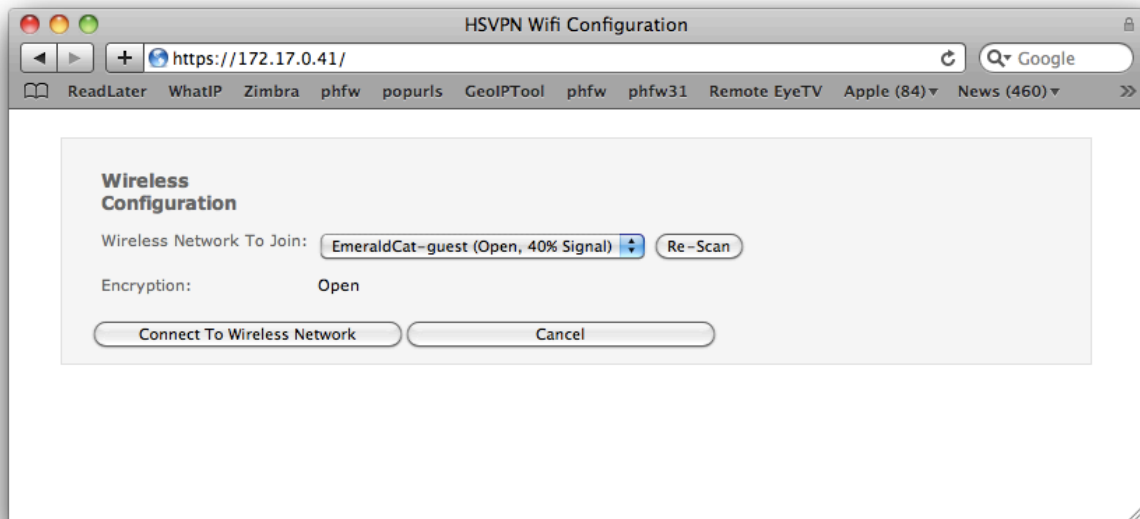 HSVPN Wifi Configuration
https://172.17.0.41/
Google
ReadLater WhatIP Zimbra phfw popurls GeoIPTool phfw phfw31 Remote EyeTV Apple (84) News (460) »
Wireless
Configuration
Wireless Network To Join: EmeraldCat-guest (Open, 40% Signal) Re-Scan
Encryption: Open
Connect To Wireless Network Cancel